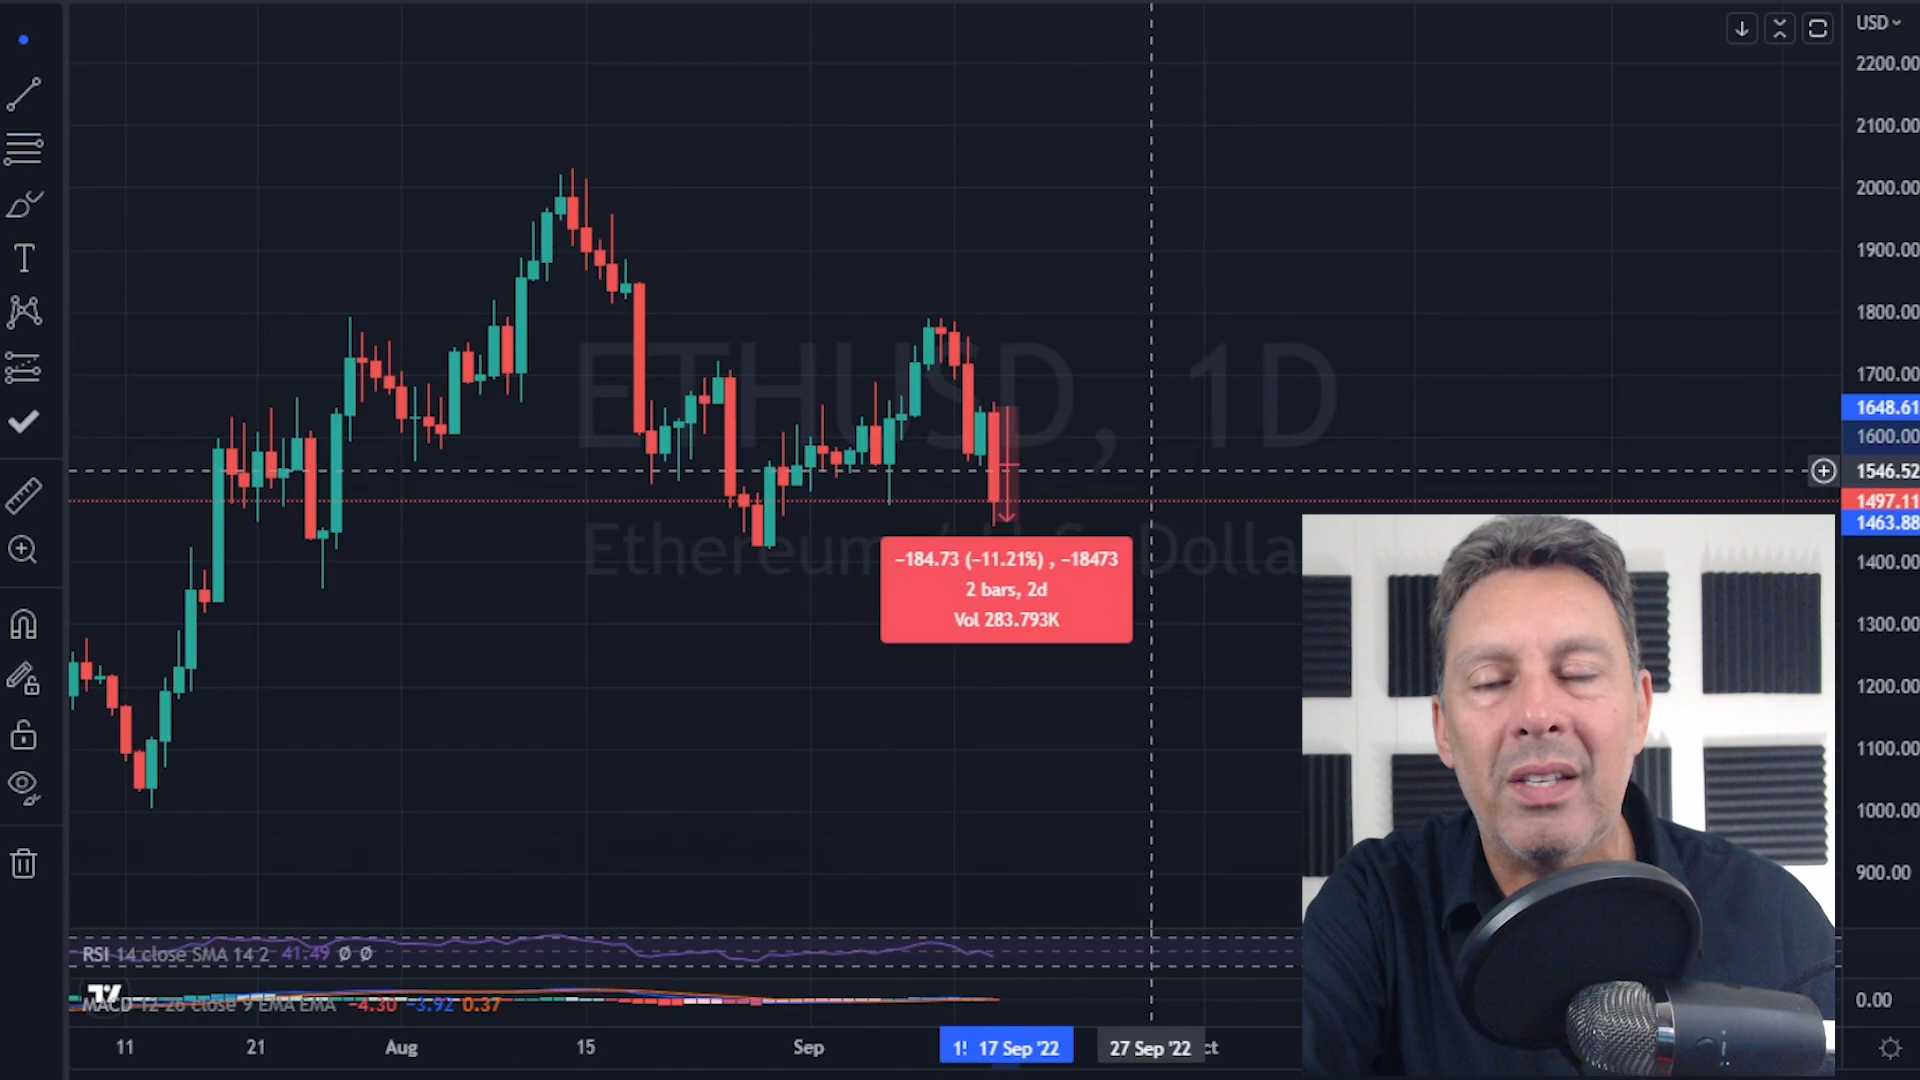 USD
2200.00
2100.00
2000.00
1900.00
1800.00
1700.00
1648.61
1600.00
1546.52
1497.11
1463.88
1400.00
1300.00
1200.00
1100.00
1000.00
900.00
0.00
ETHUSD, 1D
Ethereum / U.S. Dolla
−184.73 (−11.21%) , −18473
2 bars, 2d
Vol 283.793K
RSI 14 close SMA 14 2 41.49 Ø Ø
MACD 12 26 close 9 EMA EMA −4.30 −3.92 0.37
11 21 Aug 15 Sep 17 Sep '22 27 Sep '22 ct